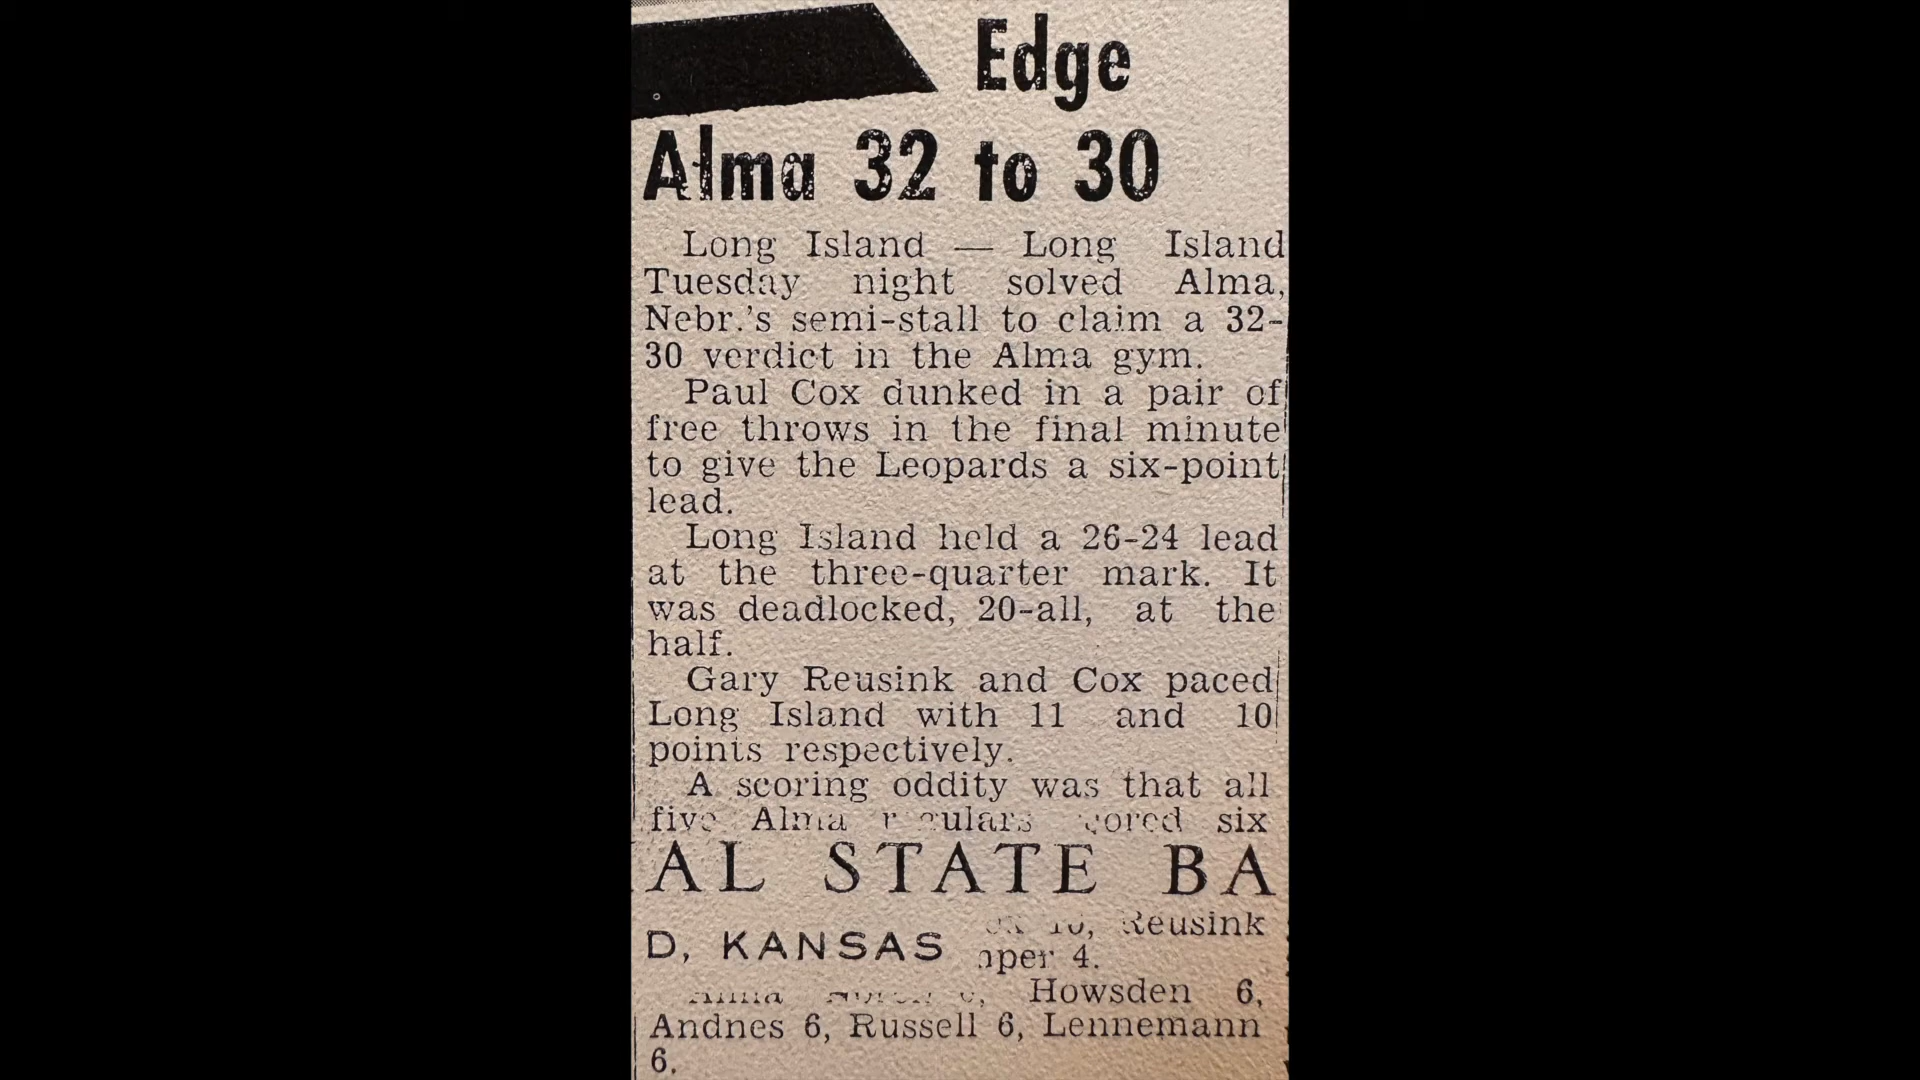 Edge
Alma 32 to 30
Long Island — Long Island
Tuesday night solved Alma,
Nebr.'s semi-stall to claim a 32-
30 verdict in the Alma gym.
Paul Cox dunked in a pair of
free throws in the final minute
to give the Leopards a six-point
lead.
Long Island held a 26-24 lead
at the three-quarter mark. It
was deadlocked, 20-all, at the
half.
Gary Reusink and Cox paced
Long Island with 11 and 10
points respectively.
A scoring oddity was that all
five Alma regulars scored six
AL STATE BA
D, KANSAS
10, Reusink
4.
Alma 6, Howsden 6,
Andnes 6, Russell 6, Lennemann
6.